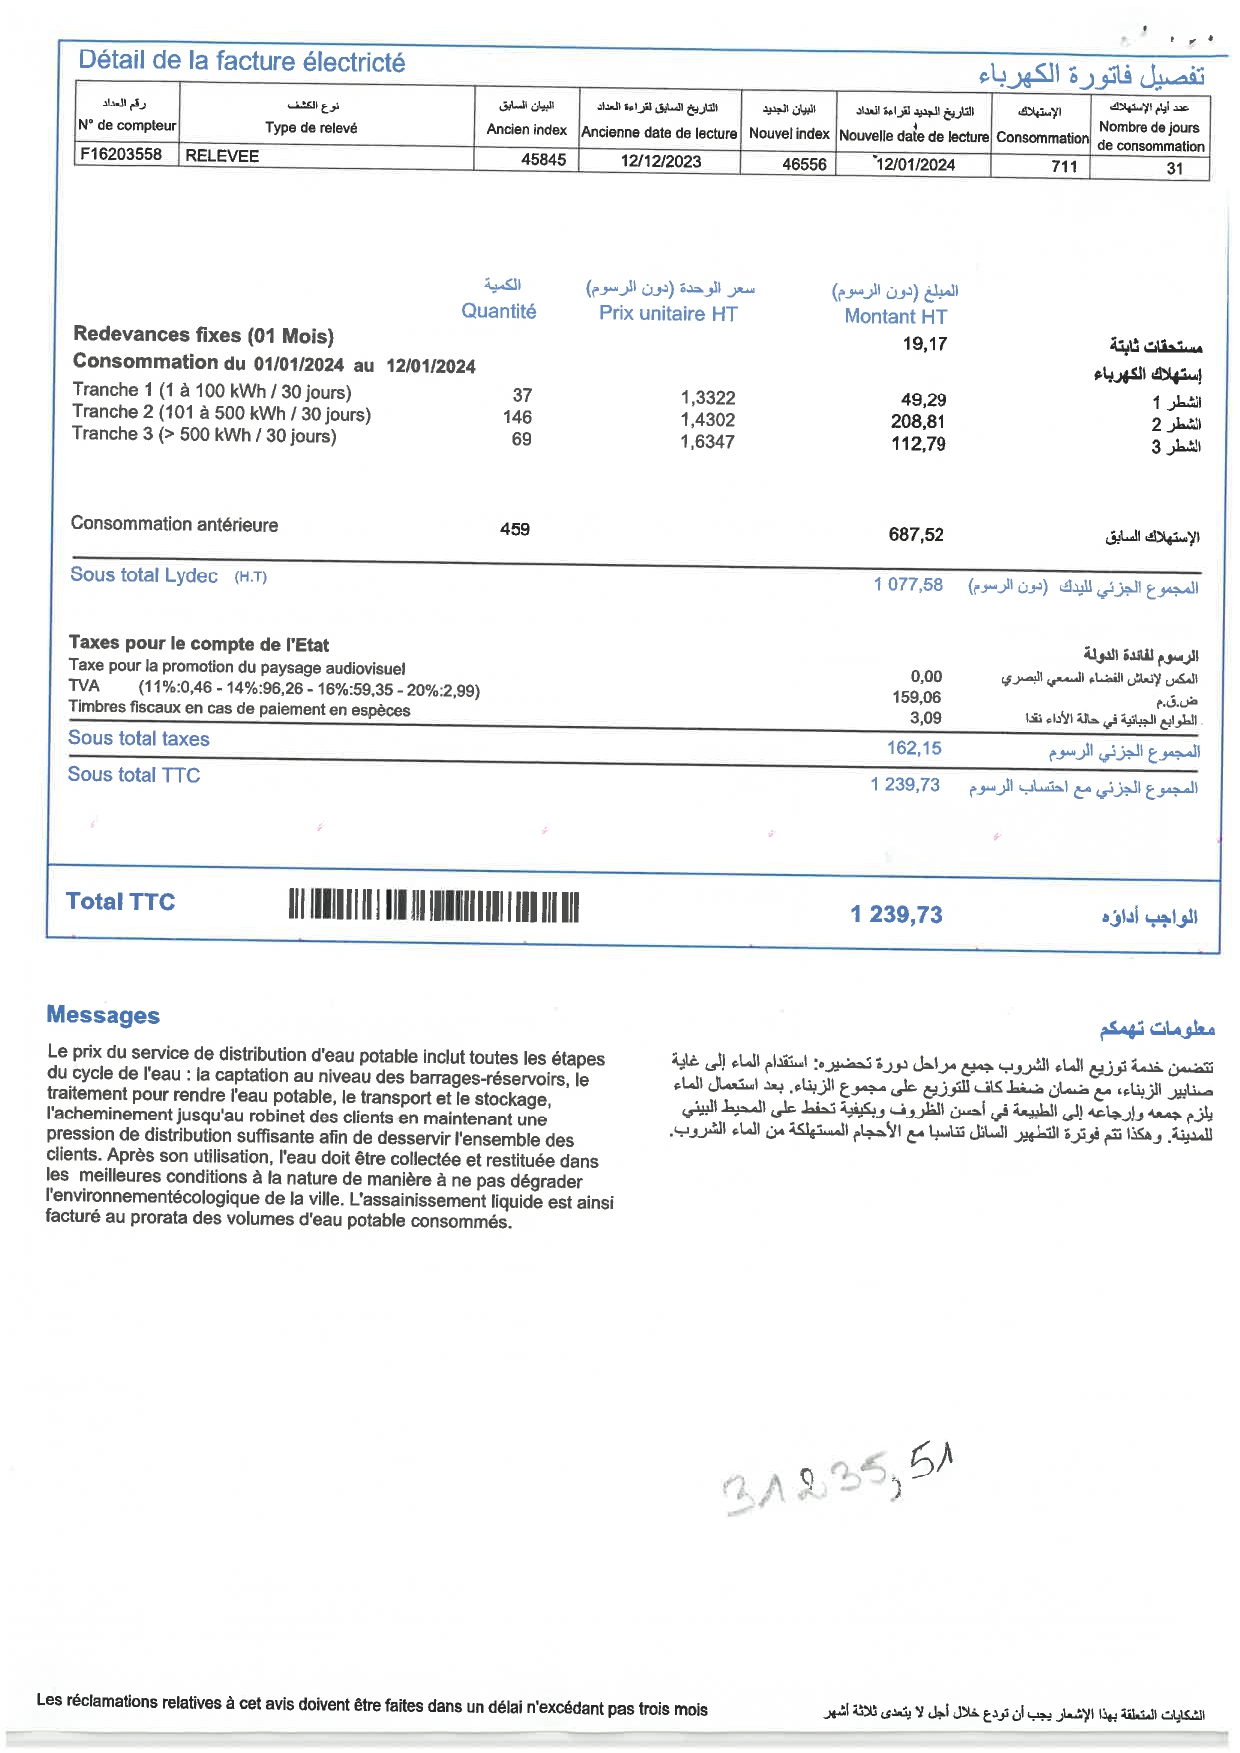 Détail de la facture électricté
تفصيل فاتورة الكهرباء
رقم العداد نوع الكشف البيان السابق التاريخ السابق لقراءة العداد البيان الجديد التاريخ الجديد لقراءة العداد الإستهلاك عدد أيام الإستهلاك
N° de compteur Type de relevé Ancien index Ancienne date de lecture Nouvel index Nouvelle date de lecture Consommation Nombre de jours de consommation
F16203558 RELEVEE 45845 12/12/2023 46556 12/01/2024 711 31
الكمية سعر الوحدة (دون الرسوم) المبلغ (دون الرسوم)
Quantité Prix unitaire HT Montant HT
Redevances fixes (01 Mois) 19,17 مستحقات ثابتة
Consommation du 01/01/2024 au 12/01/2024 إستهلاك الكهرباء
Tranche 1 (1 à 100 kWh / 30 jours) 37 1,3322 49,29 الشطر 1
Tranche 2 (101 à 500 kWh / 30 jours) 146 1,4302 208,81 الشطر 2
Tranche 3 (> 500 kWh / 30 jours) 69 1,6347 112,79 الشطر 3
Consommation antérieure 459 687,52 الإستهلاك السابق
Sous total Lydec (H.T) 1 077,58 المجموع الجزئي لليدك (دون الرسوم)
Taxes pour le compte de l'Etat الرسوم لفائدة الدولة
Taxe pour la promotion du paysage audiovisuel 0,00 المكس لإنعاش الفضاء السمعي البصري
TVA (11%:0,46 - 14%:96,26 - 16%:59,35 - 20%:2,99) 159,06 ض.ق.م
Timbres fiscaux en cas de paiement en espèces 3,09 الطوابع الجبائية في حالة الأداء نقدا
Sous total taxes 162,15 المجموع الجزئي الرسوم
Sous total TTC 1 239,73 المجموع الجزئي مع احتساب الرسوم
Total TTC 1 239,73 الواجب أداؤه
Messages
Le prix du service de distribution d'eau potable inclut toutes les étapes
du cycle de l'eau : la captation au niveau des barrages-réservoirs, le
traitement pour rendre l'eau potable, le transport et le stockage,
l'acheminement jusqu'au robinet des clients en maintenant une
pression de distribution suffisante afin de desservir l'ensemble des
clients. Après son utilisation, l'eau doit être collectée et restituée dans
les meilleures conditions à la nature de manière à ne pas dégrader
l'environnementécologique de la ville. L'assainissement liquide est ainsi
facturé au prorata des volumes d'eau potable consommés.
معلومات تهمكم
تتضمن خدمة توزيع الماء الشروب جميع مراحل دورة تحضيره: استقدام الماء إلى غاية
صنابير الزبناء، مع ضمان ضغط كاف للتوزيع على مجموع الزبناء. بعد استعمال الماء
يلزم جمعه وإرجاعه إلى الطبيعة في أحسن الظروف وبكيفية تحفظ على المحيط البيئي
للمدينة. وهكذا تتم فوترة التطهير السائل تناسبا مع الأحجام المستهلكة من الماء الشروب.
31235,51
Les réclamations relatives à cet avis doivent être faites dans un délai n'excédant pas trois mois
الشكايات المتعلقة بهذا الإشعار يجب أن تودع خلال أجل لا يتعدى ثلاثة أشهر